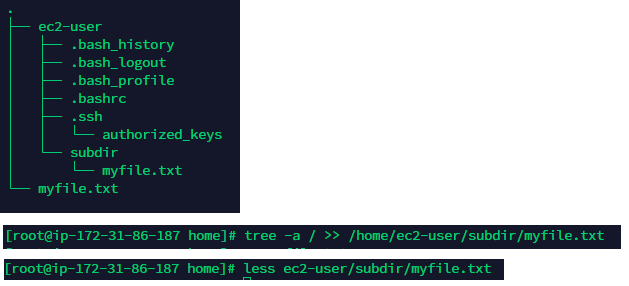 .
├── ec2-user
│   ├── .bash_history
│   ├── .bash_logout
│   ├── .bash_profile
│   ├── .bashrc
│   ├── .ssh
│   │   └── authorized_keys
│   └── subdir
│       └── myfile.txt
└── myfile.txt
[root@ip-172-31-86-187 home]# tree -a / >> /home/ec2-user/subdir/myfile.txt
[root@ip-172-31-86-187 home]# less ec2-user/subdir/myfile.txt